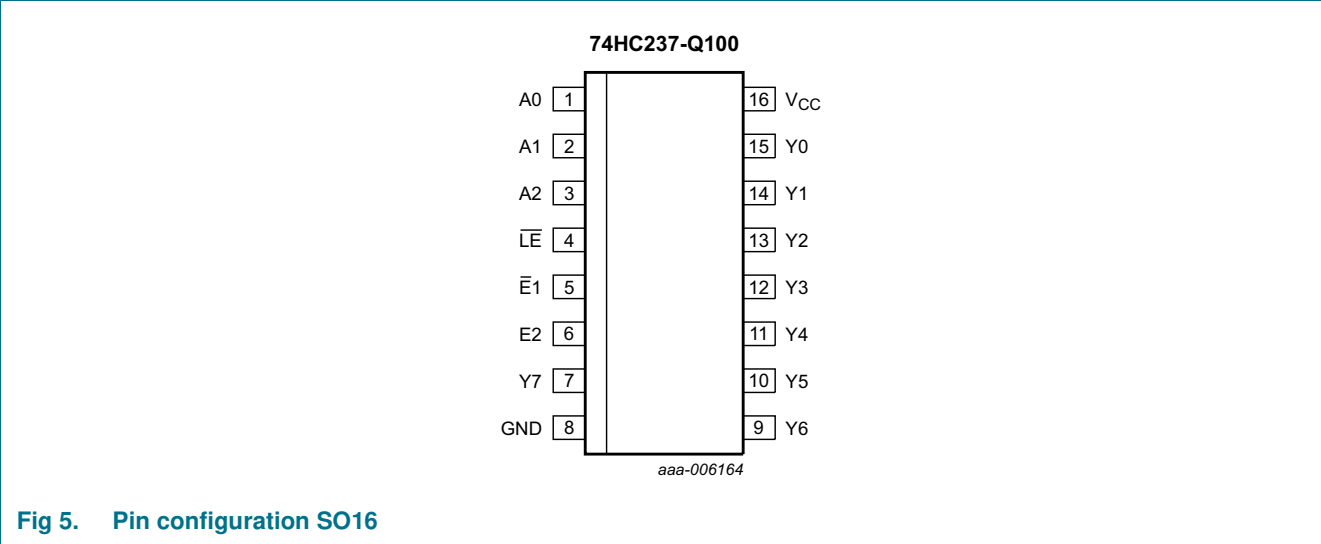 74HC237-Q100
A0 1 16 VCC
A1 2 15 Y0
A2 3 14 Y1
L̅E̅ 4 13 Y2
E̅1 5 12 Y3
E2 6 11 Y4
Y7 7 10 Y5
GND 8 9 Y6
aaa-006164
Fig 5. Pin configuration SO16